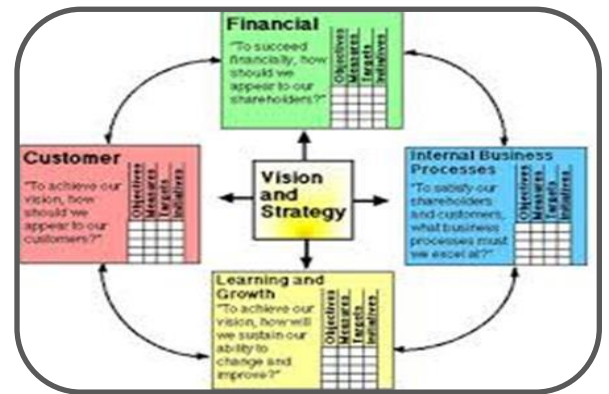 Financial
"To succeed
financially, how
should we
appear to our
shareholders?"
Objectives
Measures
Targets
Initiatives
Customer
"To achieve our
vision, how
should we
appear to our
customers?"
Objectives
Measures
Targets
Initiatives
Vision
and
Strategy
Internal Business
Processes
"To satisfy our
shareholders
and customers,
what business
processes must
we excel at?"
Objectives
Measures
Targets
Initiatives
Learning and
Growth
"To achieve our
vision, how will
we sustain our
ability to
change and
improve?"
Objectives
Measures
Targets
Initiatives